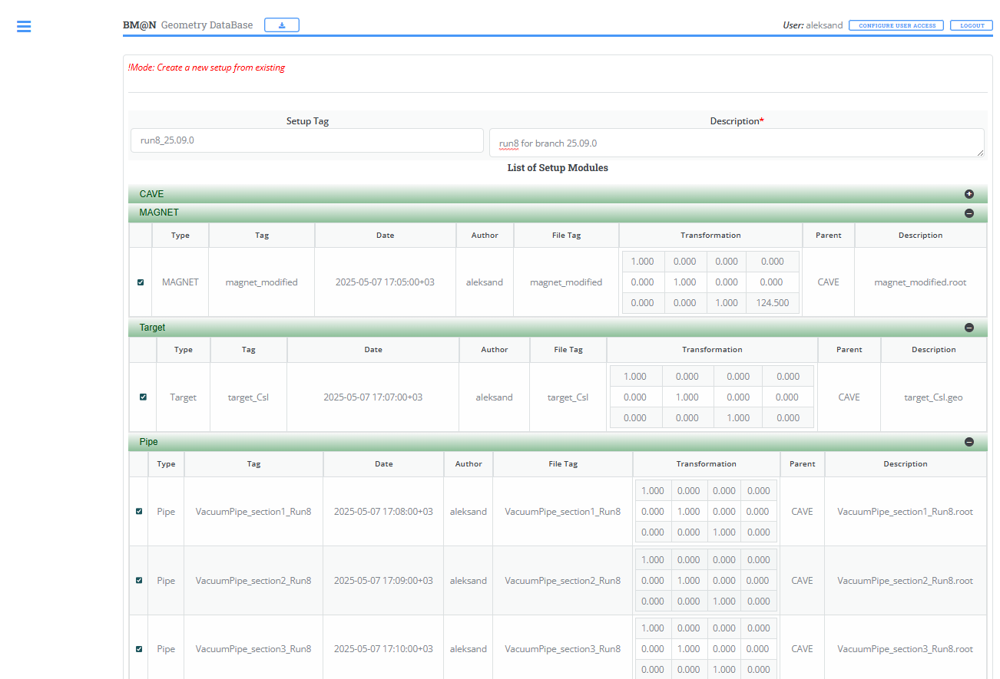 BM@N Geometry DataBase User: aleksand CONFIGURE USER ACCESS LOGOUT
!Mode: Create a new setup from existing
Setup Tag Description*
run8_25.09.0 run8 for branch 25.09.0
List of Setup Modules
CAVE
MAGNET
Type Tag Date Author File Tag Transformation Parent Description
1.000 0.000 0.000 0.000
MAGNET magnet_modified 2025-05-07 17:05:00+03 aleksand magnet_modified 0.000 1.000 0.000 0.000 CAVE magnet_modified.root
0.000 0.000 1.000 124.500
Target
Type Tag Date Author File Tag Transformation Parent Description
1.000 0.000 0.000 0.000
Target target_CsI 2025-05-07 17:07:00+03 aleksand target_CsI 0.000 1.000 0.000 0.000 CAVE target_CsI.geo
0.000 0.000 1.000 0.000
Pipe
Type Tag Date Author File Tag Transformation Parent Description
1.000 0.000 0.000 0.000
Pipe VacuumPipe_section1_Run8 2025-05-07 17:08:00+03 aleksand VacuumPipe_section1_Run8 0.000 1.000 0.000 0.000 CAVE VacuumPipe_section1_Run8.root
0.000 0.000 1.000 0.000
1.000 0.000 0.000 0.000
Pipe VacuumPipe_section2_Run8 2025-05-07 17:09:00+03 aleksand VacuumPipe_section2_Run8 0.000 1.000 0.000 0.000 CAVE VacuumPipe_section2_Run8.root
0.000 0.000 1.000 0.000
1.000 0.000 0.000 0.000
Pipe VacuumPipe_section3_Run8 2025-05-07 17:10:00+03 aleksand VacuumPipe_section3_Run8 0.000 1.000 0.000 0.000 CAVE VacuumPipe_section3_Run8.root
0.000 0.000 1.000 0.000